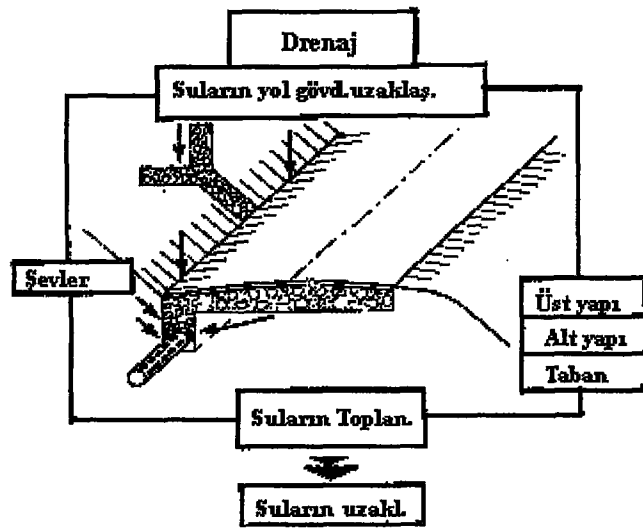 Drenaj
Suların yol gövd.uzaklaş.
Şevler
Üst yapı
Alt yapı
Taban
Suların Toplan.
Suların uzakl.